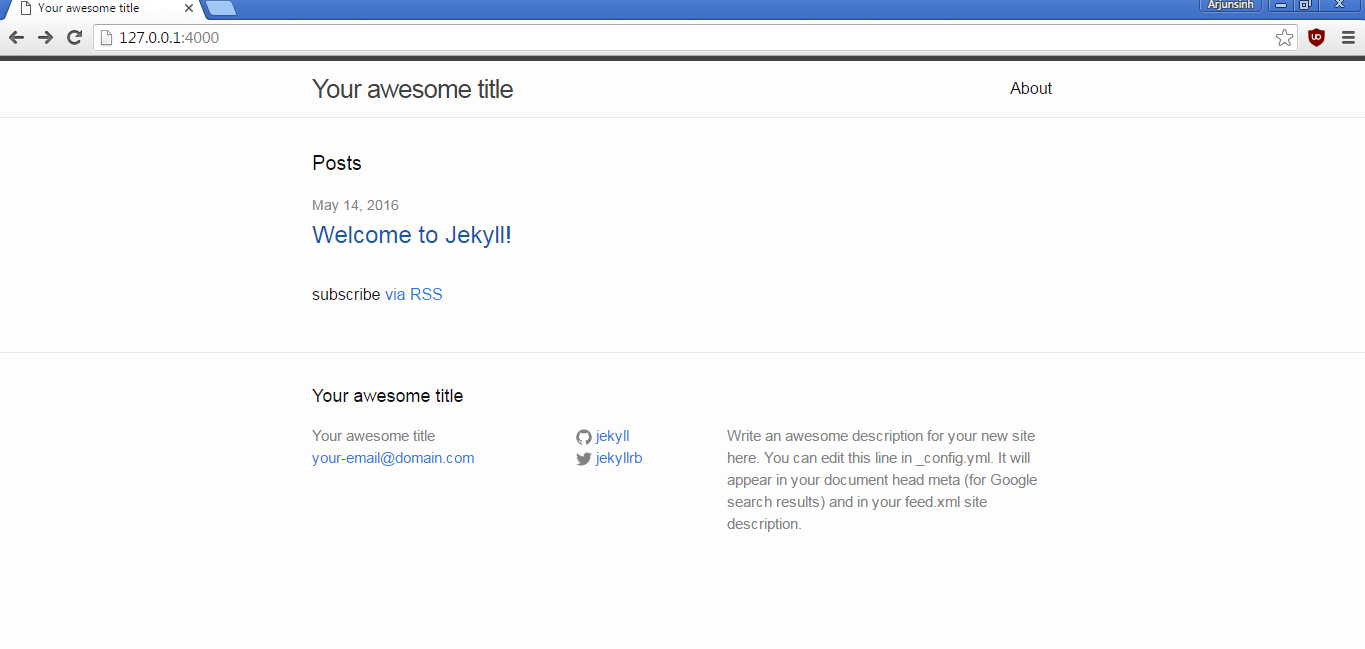 Your awesome title
Arjunsinh
127.0.0.1:4000
Your awesome title
About
Posts
May 14, 2016
Welcome to Jekyll!
subscribe via RSS
Your awesome title
Your awesome title
your-email@domain.com
jekyll
jekyllrb
Write an awesome description for your new site
here. You can edit this line in _config.yml. It will
appear in your document head meta (for Google
search results) and in your feed.xml site
description.